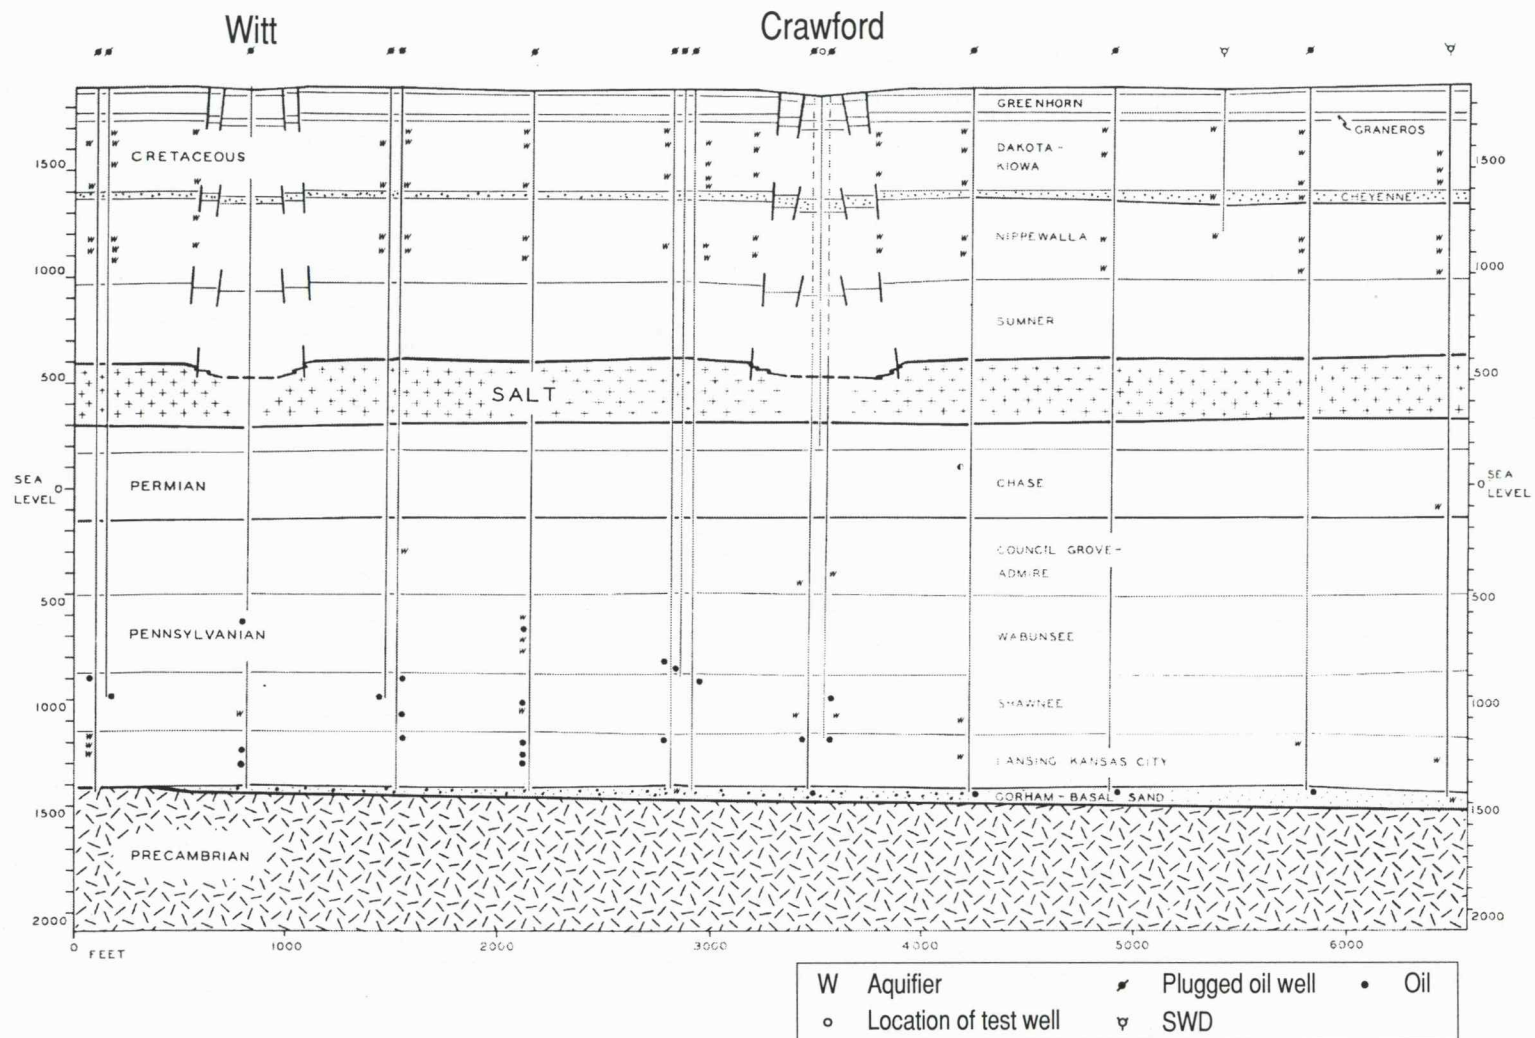 Witt
Crawford
GREENHORN
GRANEROS
CRETACEOUS
DAKOTA -
KIOWA
1500
1500
CHEYENNE
NIPPEWALLA
1000
1000
SUMNER
500
500
SALT
SEA
LEVEL 0
PERMIAN
CHASE
0 SEA
LEVEL
COUNCIL GROVE -
ADMIRE
500
500
PENNSYLVANIAN
WABUNSEE
1000
1000
SHAWNEE
LANSING KANSAS CITY
GORHAM - BASAL SAND
1500
1500
PRECAMBRIAN
2000
2000
0 FEET 1000 2000 3000 4000 5000 6000
W Aquifier
Plugged oil well
Oil
Location of test well
SWD